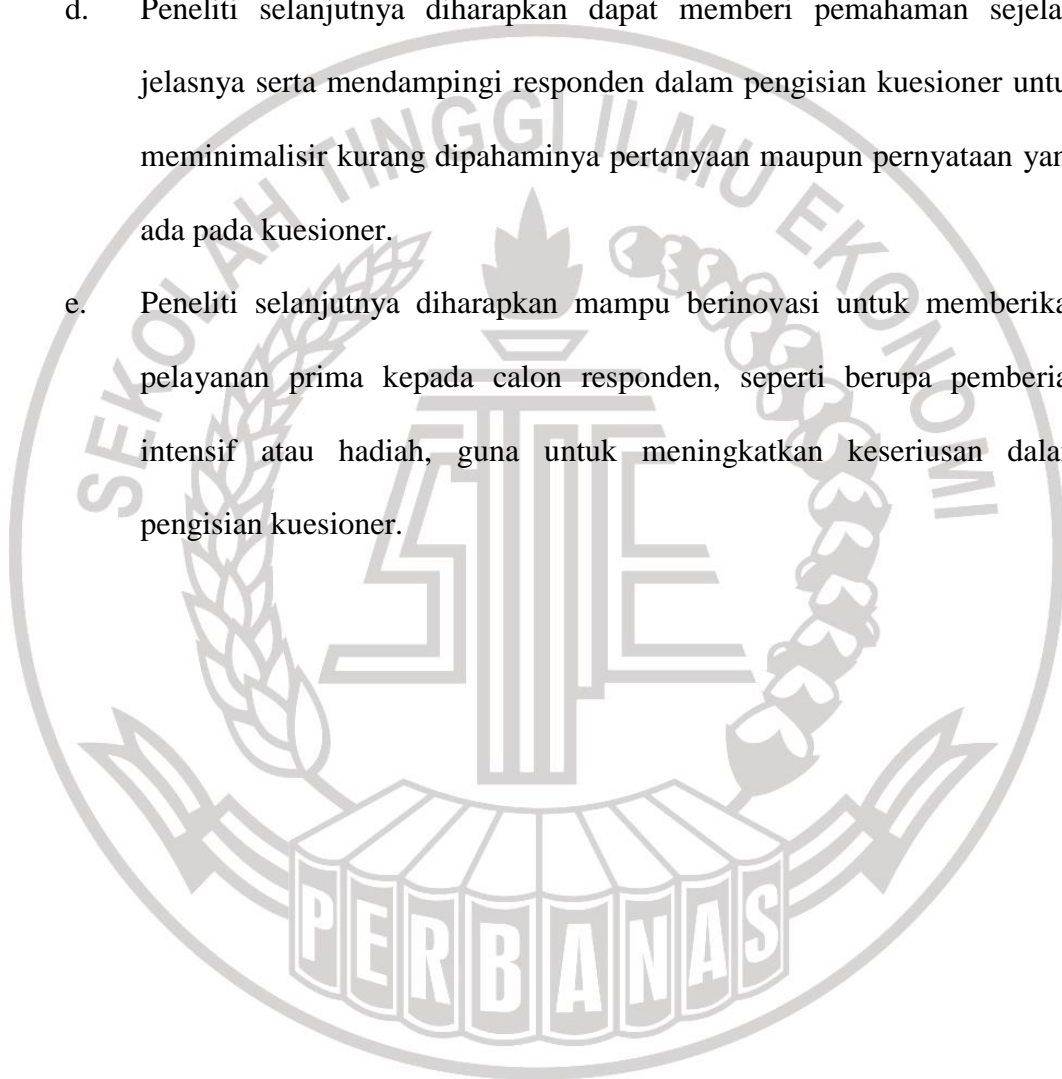 d. Peneliti selanjutnya diharapkan dapat memberi pemahaman sejela
jelasnya serta mendampingi responden dalam pengisian kuesioner untu
meminimalisir kurang dipahaminya pertanyaan maupun pernyataan yan
ada pada kuesioner.
e. Peneliti selanjutnya diharapkan mampu berinovasi untuk memberika
pelayanan prima kepada calon responden, seperti berupa pemberia
intensif atau hadiah, guna untuk meningkatkan keseriusan dala
pengisian kuesioner.
SEKOLAH TINGGI ILMU EKONOMI
PERBANAS